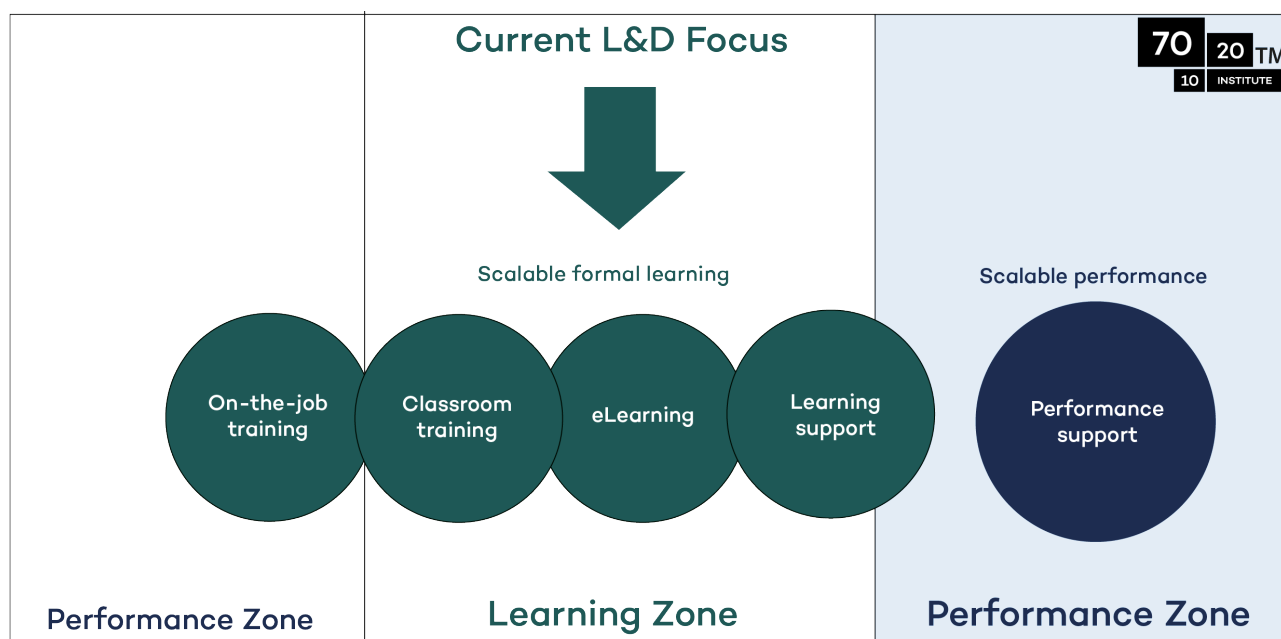 Current L&D Focus
70 20 TM
10 INSTITUTE
Scalable formal learning
Scalable performance
On-the-job
training
Classroom
training
eLearning
Learning
support
Performance
support
Performance Zone
Learning Zone
Performance Zone